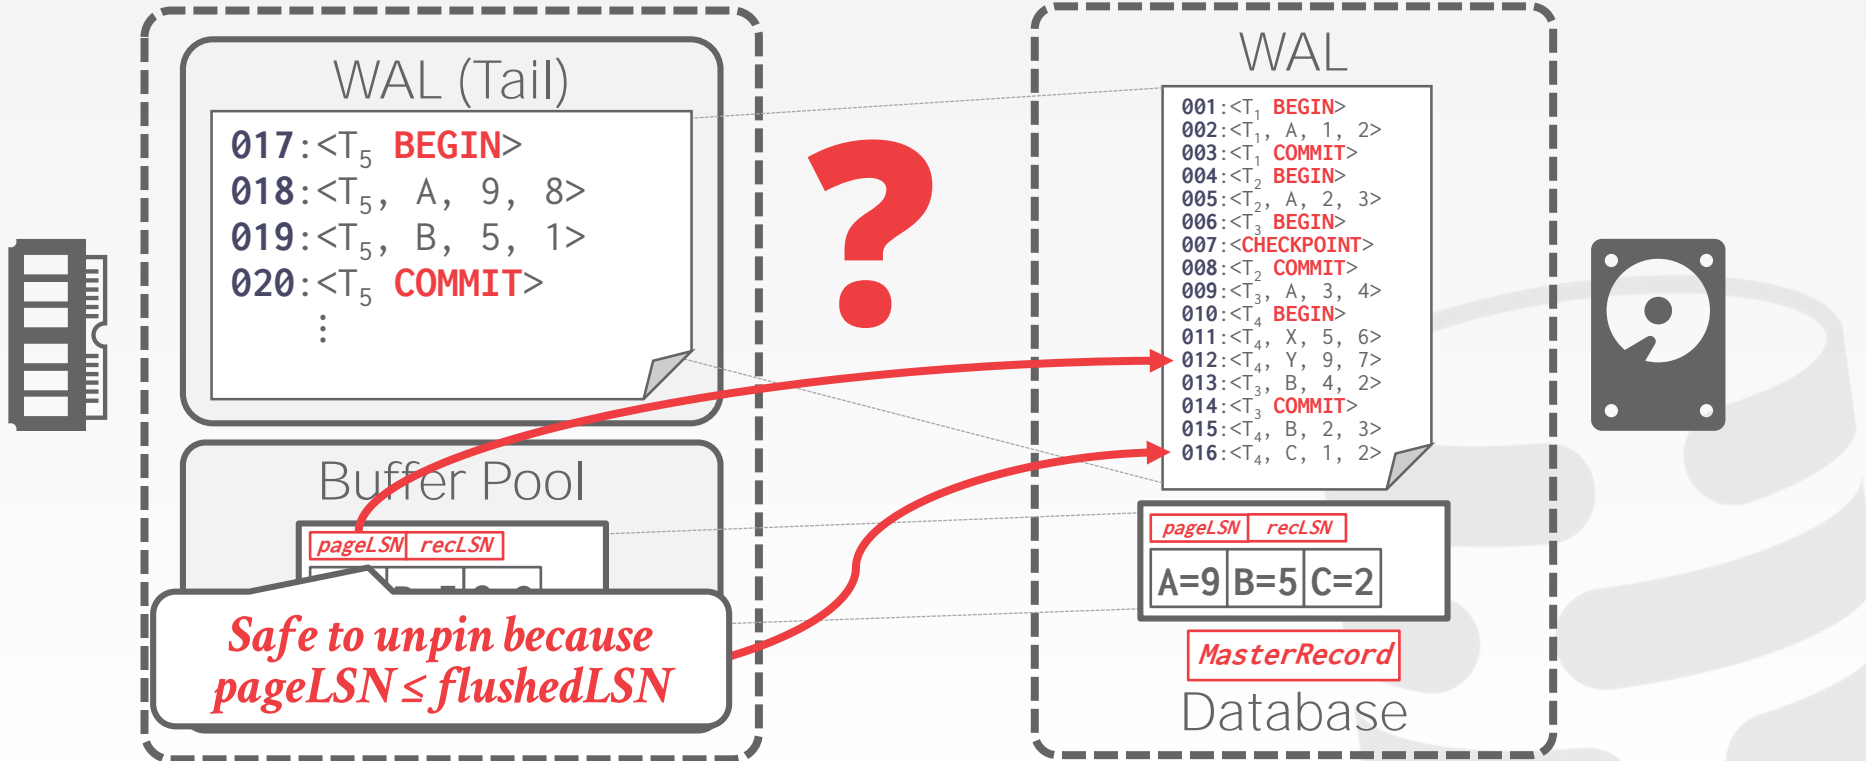 WAL (Tail)
017:<T5 BEGIN>
018:<T5, A, 9, 8>
019:<T5, B, 5, 1>
020:<T5 COMMIT>
⋮
?
Buffer Pool
pageLSN recLSN
Safe to unpin because
pageLSN ≤ flushedLSN
WAL
001:<T1 BEGIN>
002:<T1, A, 1, 2>
003:<T1 COMMIT>
004:<T2 BEGIN>
005:<T2, A, 2, 3>
006:<T3 BEGIN>
007:<CHECKPOINT>
008:<T2 COMMIT>
009:<T3, A, 3, 4>
010:<T4 BEGIN>
011:<T4, X, 5, 6>
012:<T4, Y, 9, 7>
013:<T3, B, 4, 2>
014:<T3 COMMIT>
015:<T4, B, 2, 3>
016:<T4, C, 1, 2>
pageLSN recLSN
A=9 B=5 C=2
MasterRecord
Database